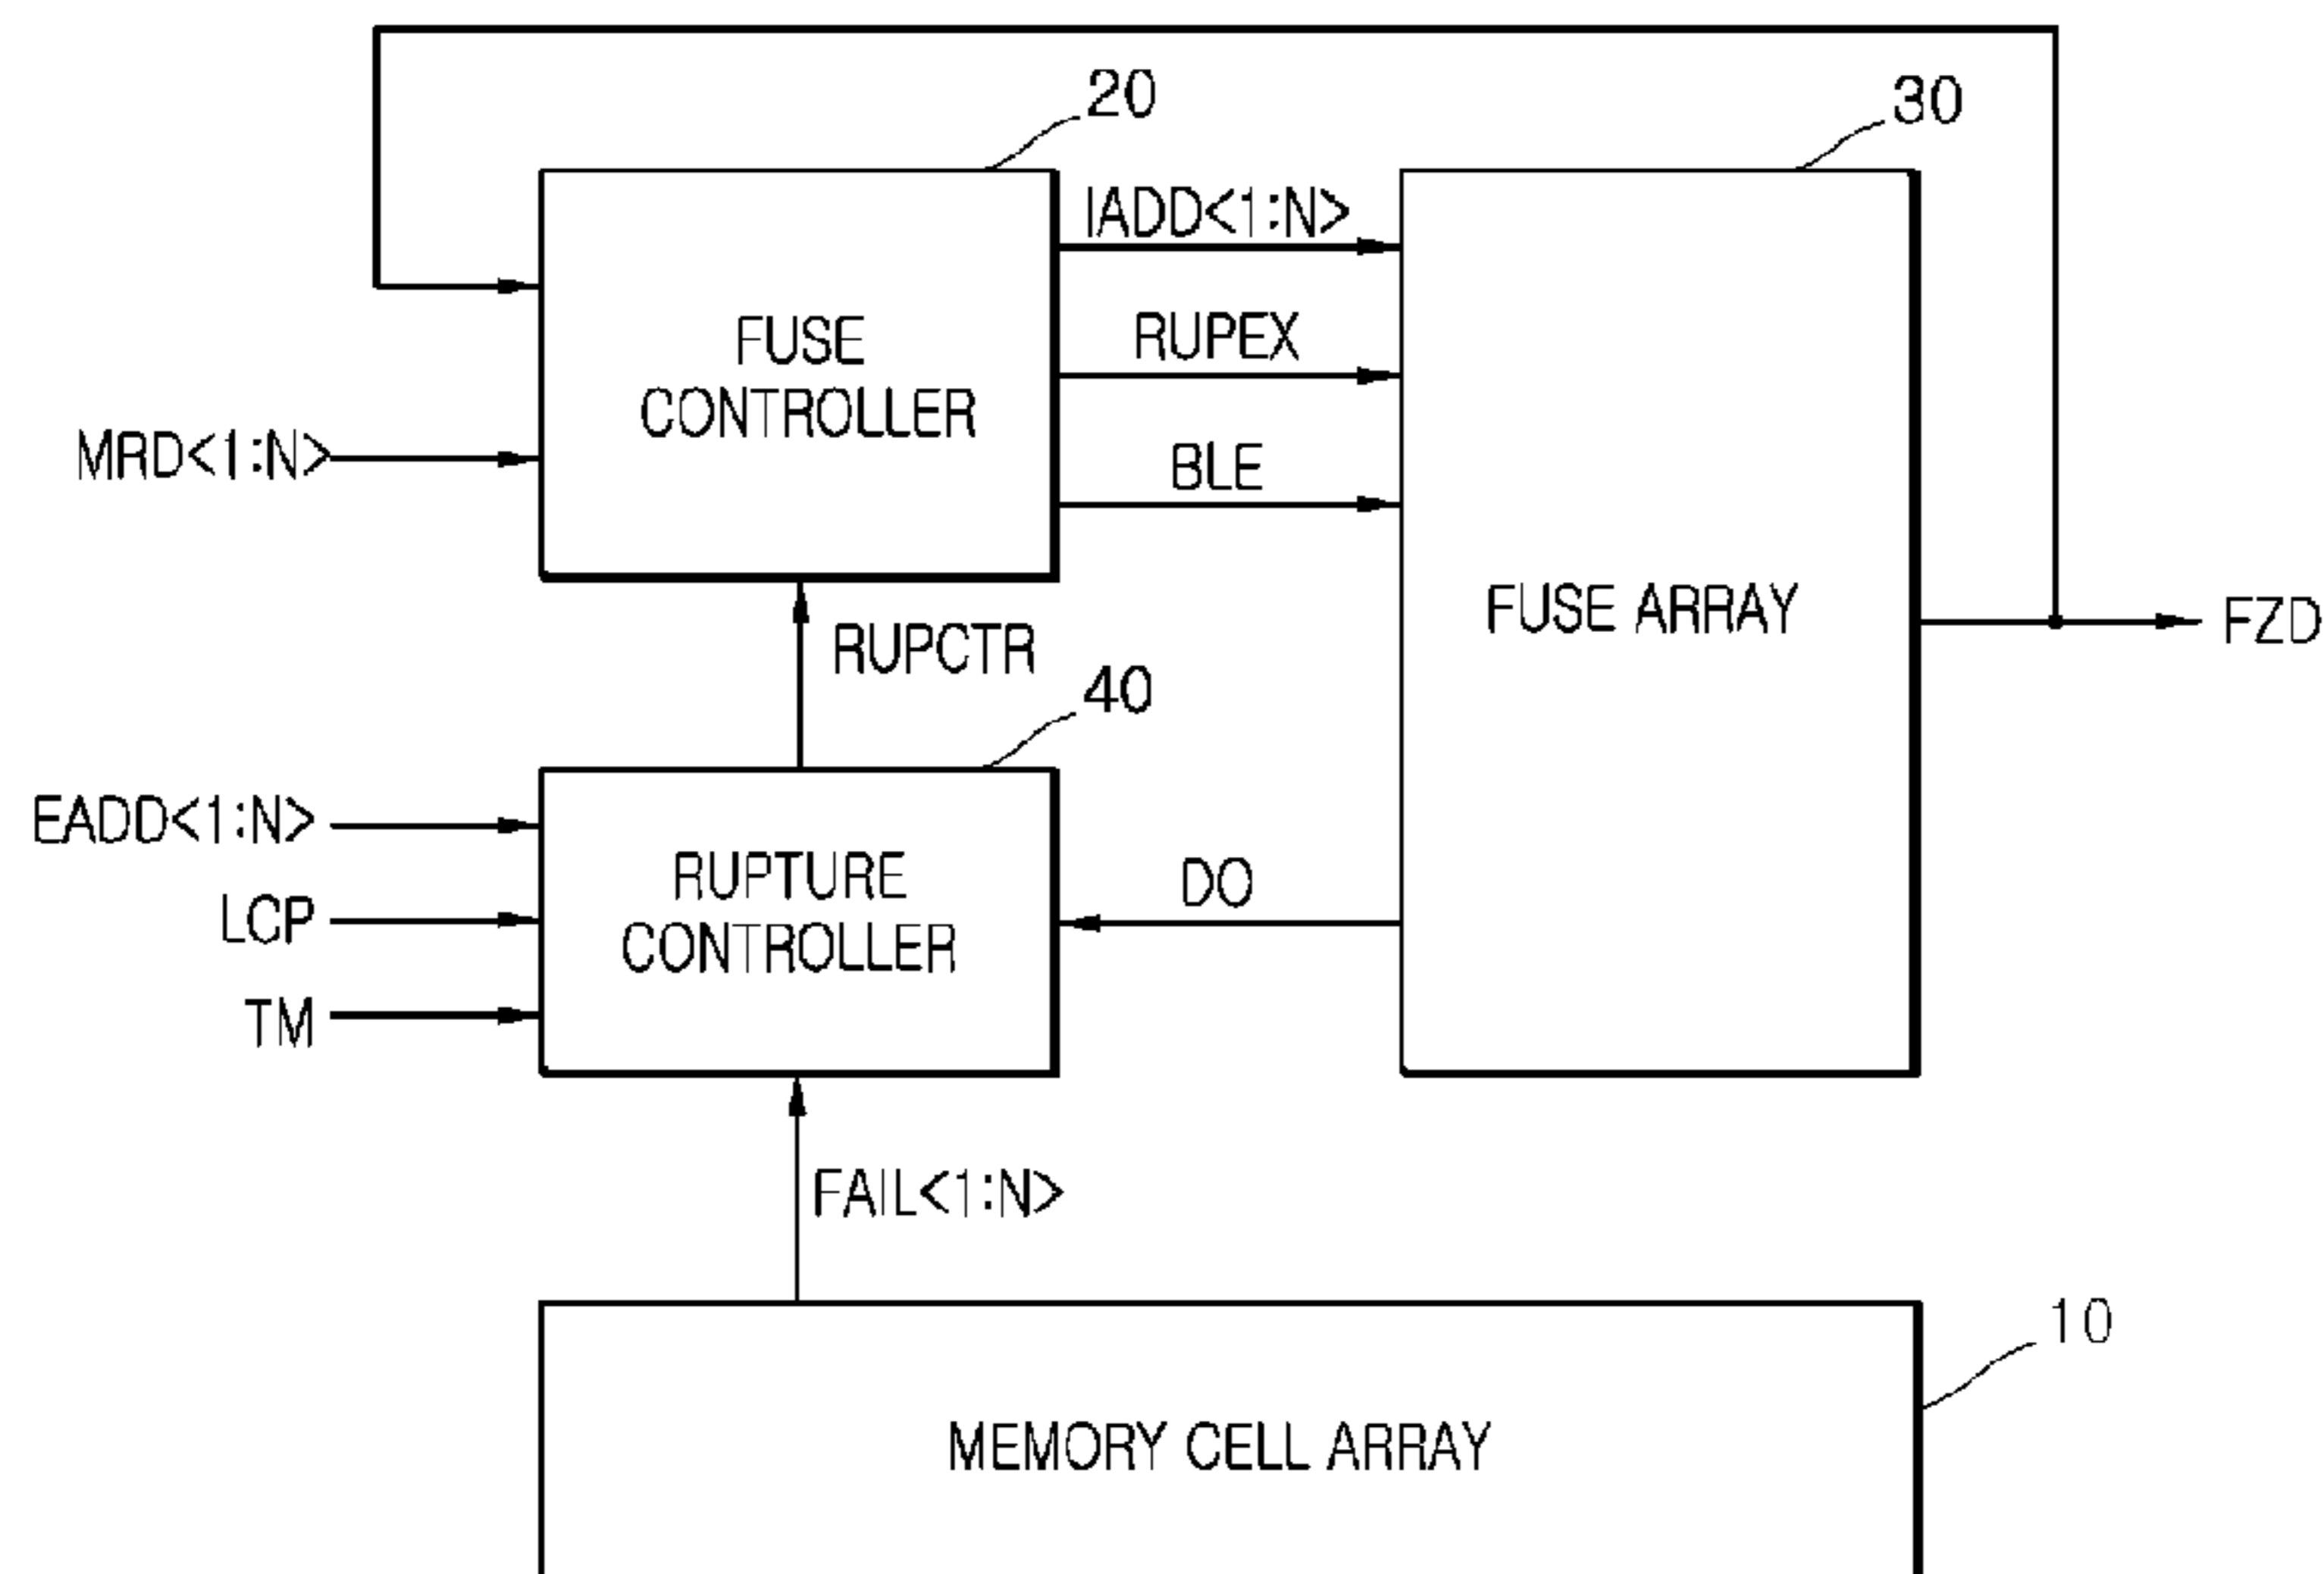 20
30
IADD<1:N>
RUPEX
FUSE
CONTROLLER
BLE
MRD<1:N>
FUSE ARRAY
FZD
RUPCTR
40
EADD<1:N>
LCP
TM
RUPTURE
CONTROLLER
DO
FAIL<1:N>
10
MEMORY CELL ARRAY